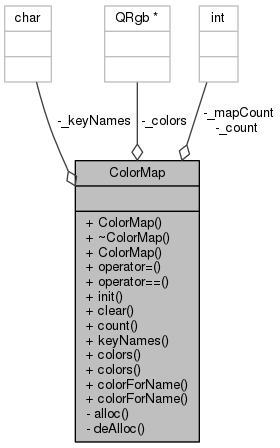 char
QRgb *
int
-_keyNames
-_colors
-_mapCount
-_count
ColorMap
+ ColorMap()
+ ~ColorMap()
+ ColorMap()
+ operator=()
+ operator==()
+ init()
+ clear()
+ count()
+ keyNames()
+ colors()
+ colors()
+ colorForName()
+ colorForName()
- alloc()
- deAlloc()